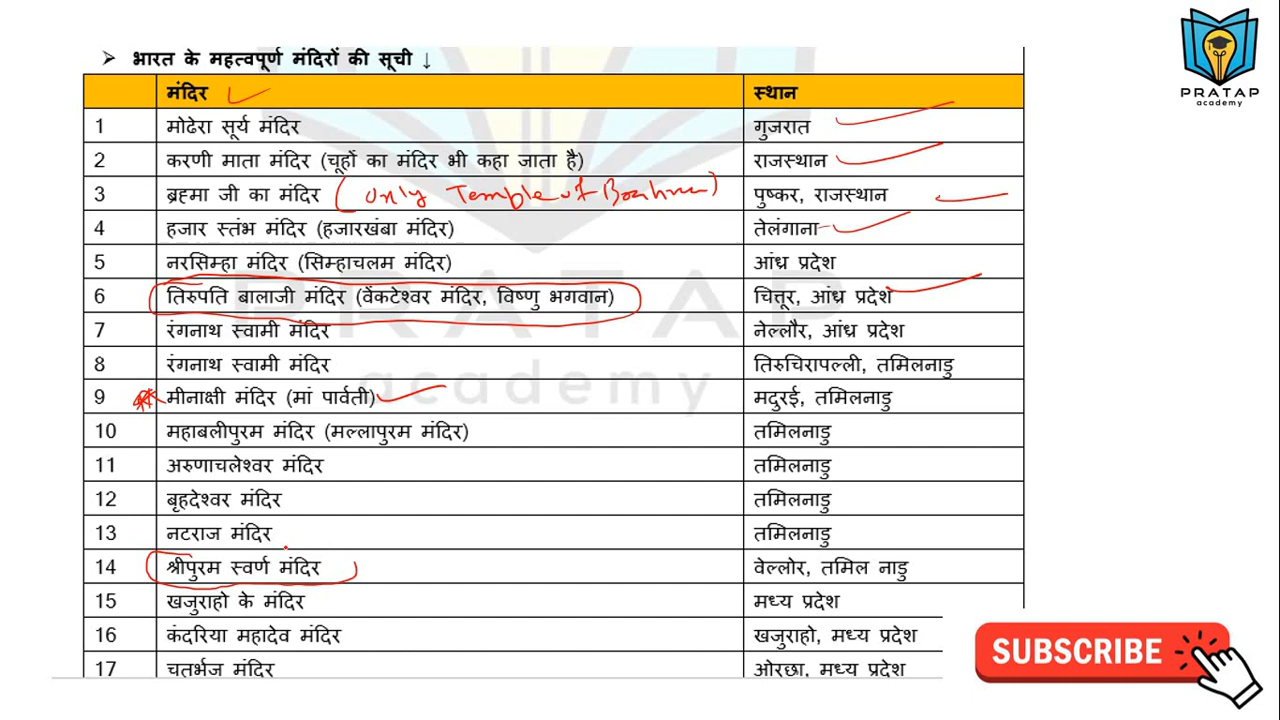 ➢ भारत के महत्वपूर्ण मंदिरों की सूची ↓
मंदिर स्थान
1 मोढेरा सूर्य मंदिर गुजरात
2 करणी माता मंदिर (चूहों का मंदिर भी कहा जाता है) राजस्थान
3 ब्रह्मा जी का मंदिर (only Temple of Brahma) पुष्कर, राजस्थान
4 हजार स्तंभ मंदिर (हजारखंबा मंदिर) तेलंगाना
5 नरसिम्हा मंदिर (सिम्हाचलम मंदिर) आंध्र प्रदेश
6 तिरुपति बालाजी मंदिर (वेंकटेश्वर मंदिर, विष्णु भगवान) चित्तूर, आंध्र प्रदेश
7 रंगनाथ स्वामी मंदिर नेल्लौर, आंध्र प्रदेश
8 रंगनाथ स्वामी मंदिर तिरुचिरापल्ली, तमिलनाडु
9 मीनाक्षी मंदिर (मां पार्वती) मदुरई, तमिलनाडु
10 महाबलीपुरम मंदिर (मल्लापुरम मंदिर) तमिलनाडु
11 अरुणाचलेश्वर मंदिर तमिलनाडु
12 बृहदेश्वर मंदिर तमिलनाडु
13 नटराज मंदिर तमिलनाडु
14 श्रीपुरम स्वर्ण मंदिर वेल्लोर, तमिल नाडु
15 खजुराहो के मंदिर मध्य प्रदेश
16 कंदरिया महादेव मंदिर खजुराहो, मध्य प्रदेश
17 चतर्भज मंदिर ओरछा, मध्य प्रदेश
PRATAP
academy
PRATAP
academy
SUBSCRIBE